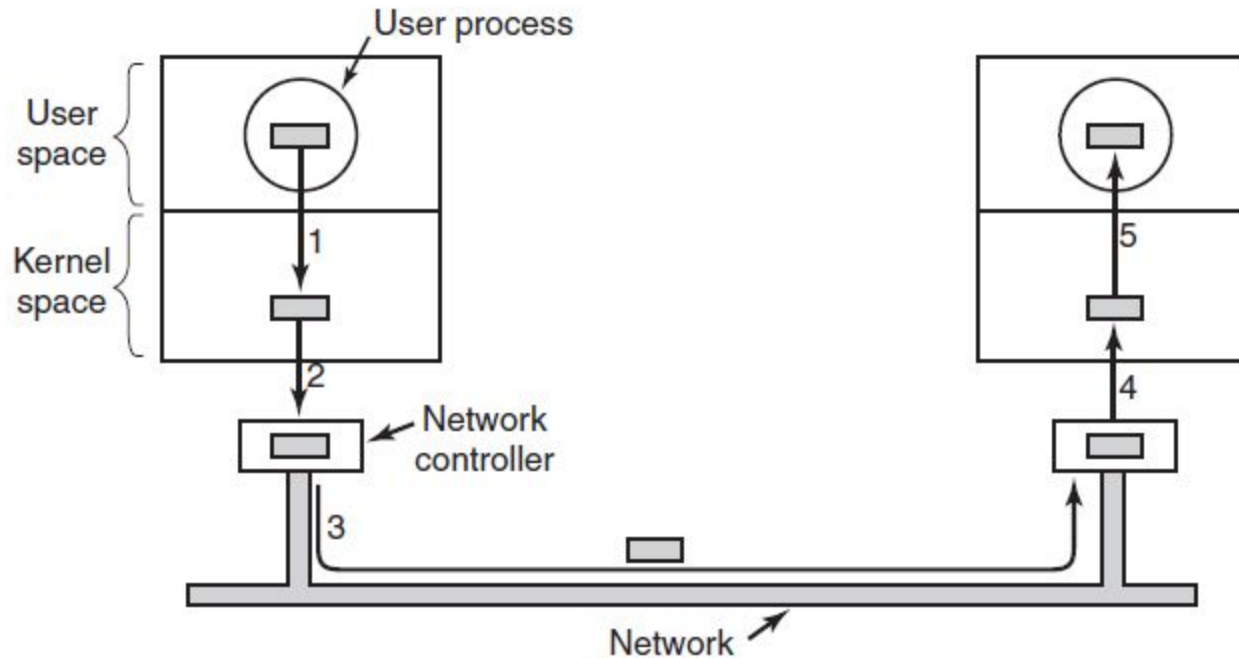 User process
User
space
1
5
Kernel
space
2
4
Network
controller
3
Network